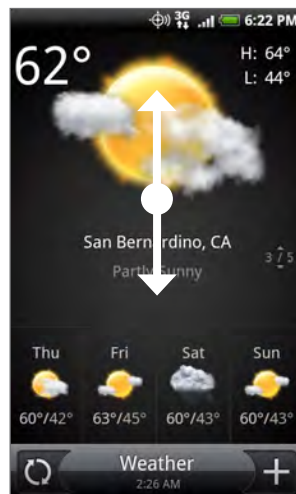 3G 6:22 PM
62° H: 64°
L: 44°
San Bernardino, CA
3 / 5
Partly Sunny
Thu Fri Sat Sun
60°/42° 63°/45° 60°/43° 60°/43°
Weather
2:26 AM